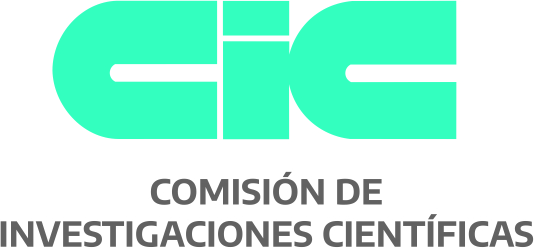 CiC
COMISIÓN DE
INVESTIGACIONES CIENTÍFICAS